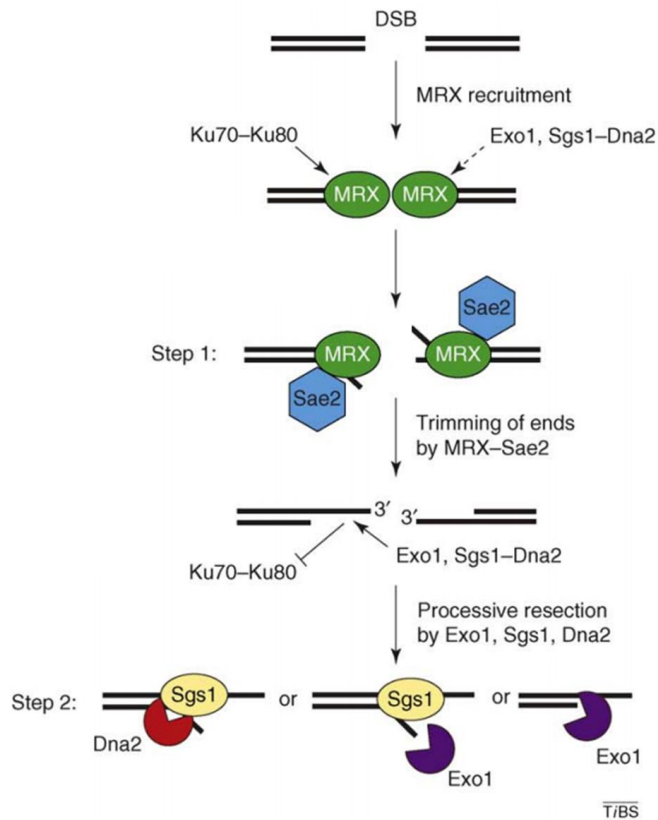 DSB
MRX recruitment
Ku70–Ku80
Exo1, Sgs1–Dna2
MRX
MRX
Sae2
Step 1:
MRX
MRX
Sae2
Trimming of ends
by MRX–Sae2
3′
3′
Ku70–Ku80
Exo1, Sgs1–Dna2
Processive resection
by Exo1, Sgs1, Dna2
Step 2:
Sgs1
or
Sgs1
or
Dna2
Exo1
Exo1
TiBS